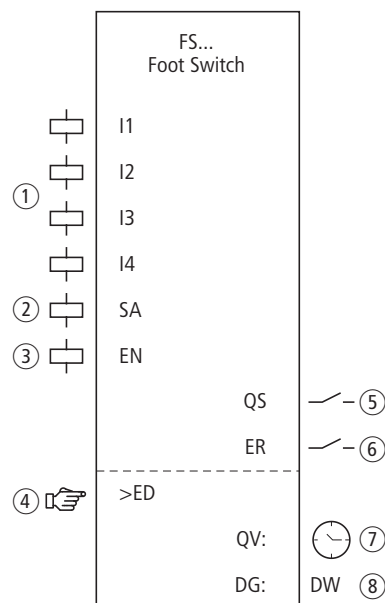 FS...
Foot Switch
I1
I2
① I3
I4
② SA
③ EN
QS ⑤
ER ⑥
④ >ED
QV: ⑦
DG: DW ⑧